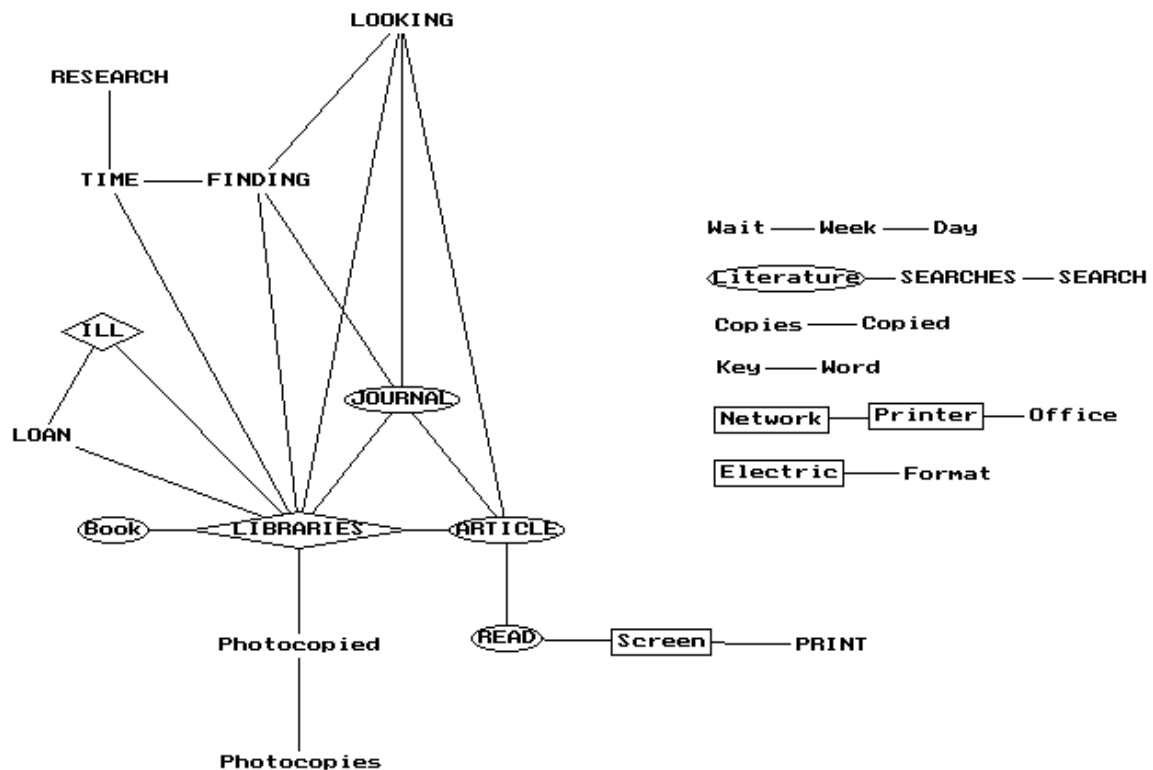 LOOKING
RESEARCH
TIME FINDING
Wait Week Day
Literature SEARCHES SEARCH
Copies Copied
ILL
Key Word
JOURNAL
Network Printer Office
LOAN
Electric Format
Book LIBRARIES ARTICLE
READ Screen PRINT
Photocopied
Photocopies